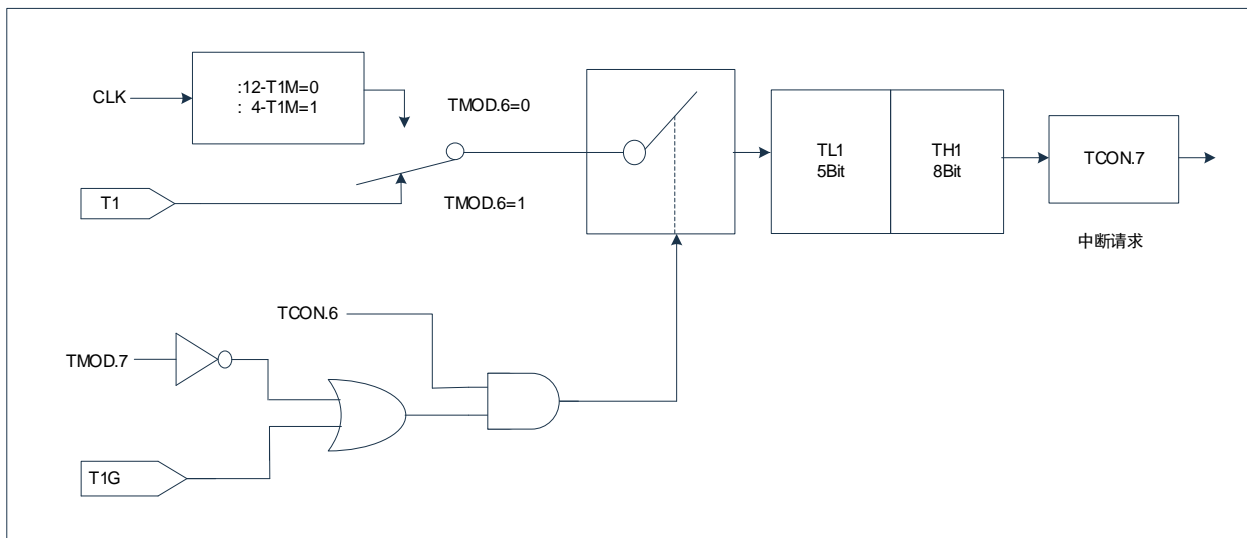 CLK
:12-T1M=0
: 4-T1M=1
TMOD.6=0
T1
TMOD.6=1
TL1
5Bit
TH1
8Bit
TCON.7
中断请求
TCON.6
TMOD.7
T1G